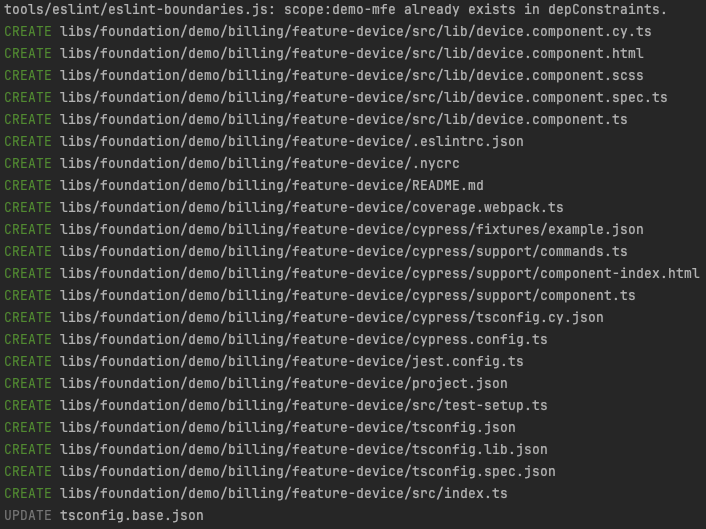 tools/eslint/eslint-boundaries.js: scope:demo-mfe already exists in depConstraints.
CREATE libs/foundation/demo/billing/feature-device/src/lib/device.component.cy.ts
CREATE libs/foundation/demo/billing/feature-device/src/lib/device.component.html
CREATE libs/foundation/demo/billing/feature-device/src/lib/device.component.scss
CREATE libs/foundation/demo/billing/feature-device/src/lib/device.component.spec.ts
CREATE libs/foundation/demo/billing/feature-device/src/lib/device.component.ts
CREATE libs/foundation/demo/billing/feature-device/.eslintrc.json
CREATE libs/foundation/demo/billing/feature-device/.nycrc
CREATE libs/foundation/demo/billing/feature-device/README.md
CREATE libs/foundation/demo/billing/feature-device/coverage.webpack.ts
CREATE libs/foundation/demo/billing/feature-device/cypress/fixtures/example.json
CREATE libs/foundation/demo/billing/feature-device/cypress/support/commands.ts
CREATE libs/foundation/demo/billing/feature-device/cypress/support/component-index.html
CREATE libs/foundation/demo/billing/feature-device/cypress/support/component.ts
CREATE libs/foundation/demo/billing/feature-device/cypress/tsconfig.cy.json
CREATE libs/foundation/demo/billing/feature-device/cypress.config.ts
CREATE libs/foundation/demo/billing/feature-device/jest.config.ts
CREATE libs/foundation/demo/billing/feature-device/project.json
CREATE libs/foundation/demo/billing/feature-device/src/test-setup.ts
CREATE libs/foundation/demo/billing/feature-device/tsconfig.json
CREATE libs/foundation/demo/billing/feature-device/tsconfig.lib.json
CREATE libs/foundation/demo/billing/feature-device/tsconfig.spec.json
CREATE libs/foundation/demo/billing/feature-device/src/index.ts
UPDATE tsconfig.base.json